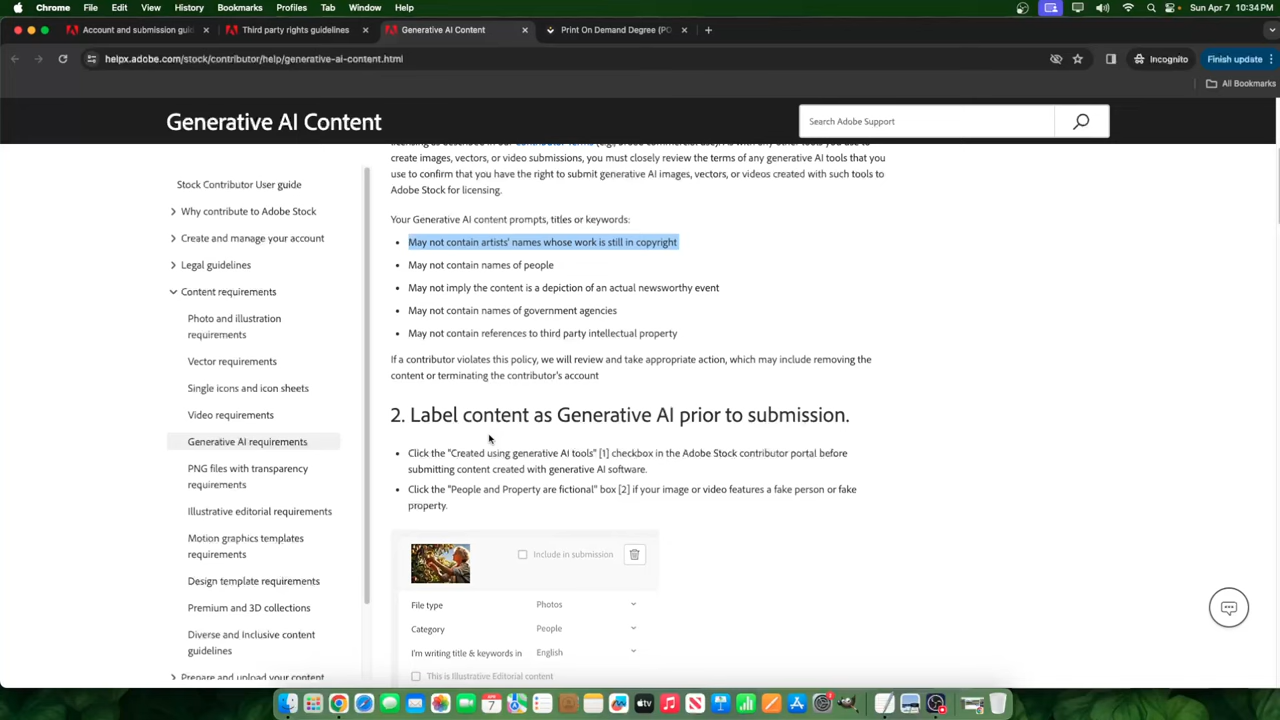 Chrome File Edit View History Bookmarks Profiles Tab Window Help Sun Apr 7 10:34 PM
Account and submission gui
Third party rights guidelines
Generative AI Content
Print On Demand Degree (PO
helpx.adobe.com/stock/contributor/help/generative-ai-content.html
Incognito
Finish update
All Bookmarks
Generative AI Content
Search Adobe Support
create images, vectors, or video submissions, you must closely review the terms of any generative AI tools that you
use to confirm that you have the right to submit generative AI images, vectors, or videos created with such tools to
Adobe Stock for licensing.
Your Generative AI content prompts, titles or keywords:
May not contain artists' names whose work is still in copyright
May not contain names of people
May not imply the content is a depiction of an actual newsworthy event
May not contain names of government agencies
May not contain references to third party intellectual property
If a contributor violates this policy, we will review and take appropriate action, which may include removing the
content or terminating the contributor's account
2. Label content as Generative AI prior to submission.
Click the "Created using generative AI tools" [1] checkbox in the Adobe Stock contributor portal before
submitting content created with generative AI software.
Click the "People and Property are fictional" box [2] if your image or video features a fake person or fake
property.
Include in submission
File type Photos
Category People
I'm writing title & keywords in English
This is Illustrative Editorial content
Stock Contributor User guide
Why contribute to Adobe Stock
Create and manage your account
Legal guidelines
Content requirements
Photo and illustration
requirements
Vector requirements
Single icons and icon sheets
Video requirements
Generative AI requirements
PNG files with transparency
requirements
Illustrative editorial requirements
Motion graphics templates
requirements
Design template requirements
Premium and 3D collections
Diverse and Inclusive content
guidelines
Prepare and upload your content